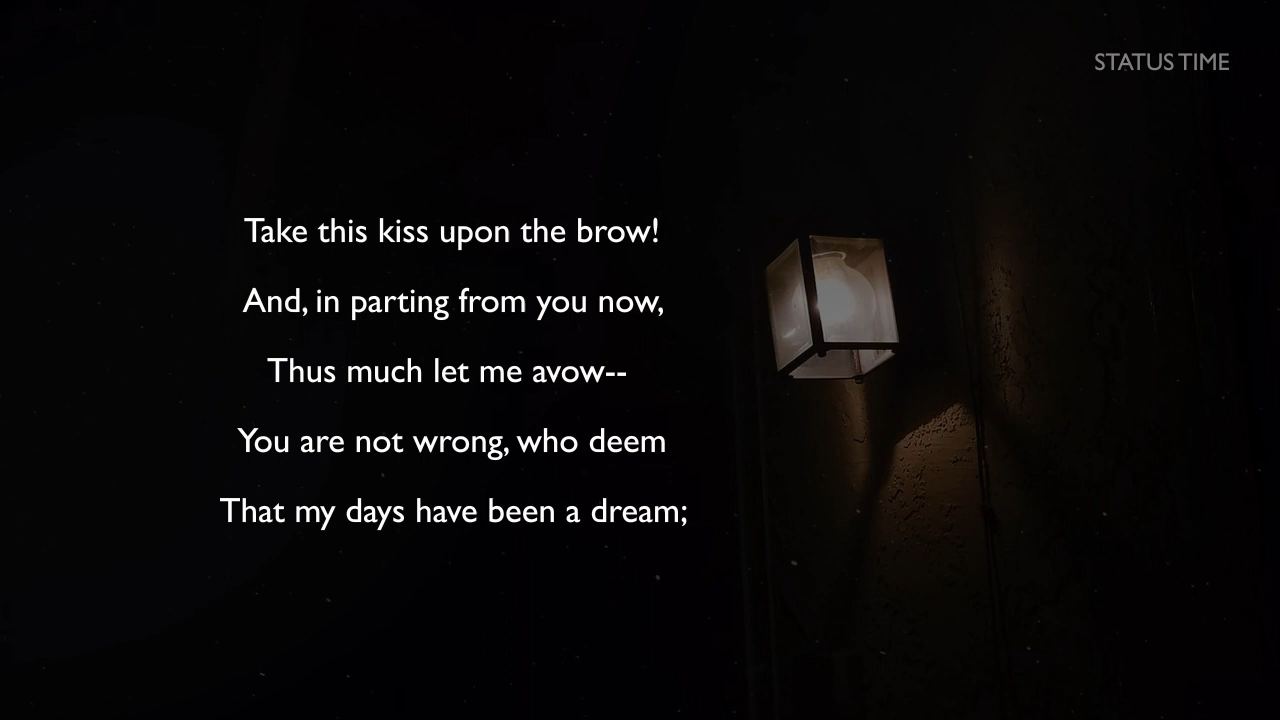 STATUS TIME
Take this kiss upon the brow!
And, in parting from you now,
Thus much let me avow--
You are not wrong, who deem
That my days have been a dream;